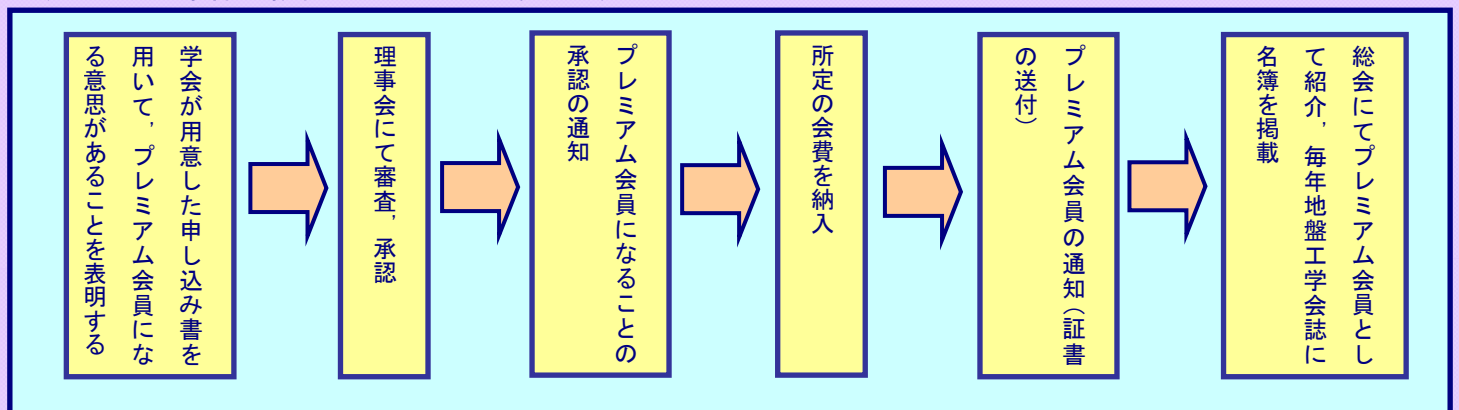 学会が用意した申し込み書を
用いて，プレミアム会員にな
る意思があることを表明する
理事会にて審査，承認
プレミアム会員になることの
承認の通知
所定の会費を納入
プレミアム会員の通知（証書
の送付）
総会にてプレミアム会員とし
て紹介，毎年地盤工学会誌に
名簿を掲載